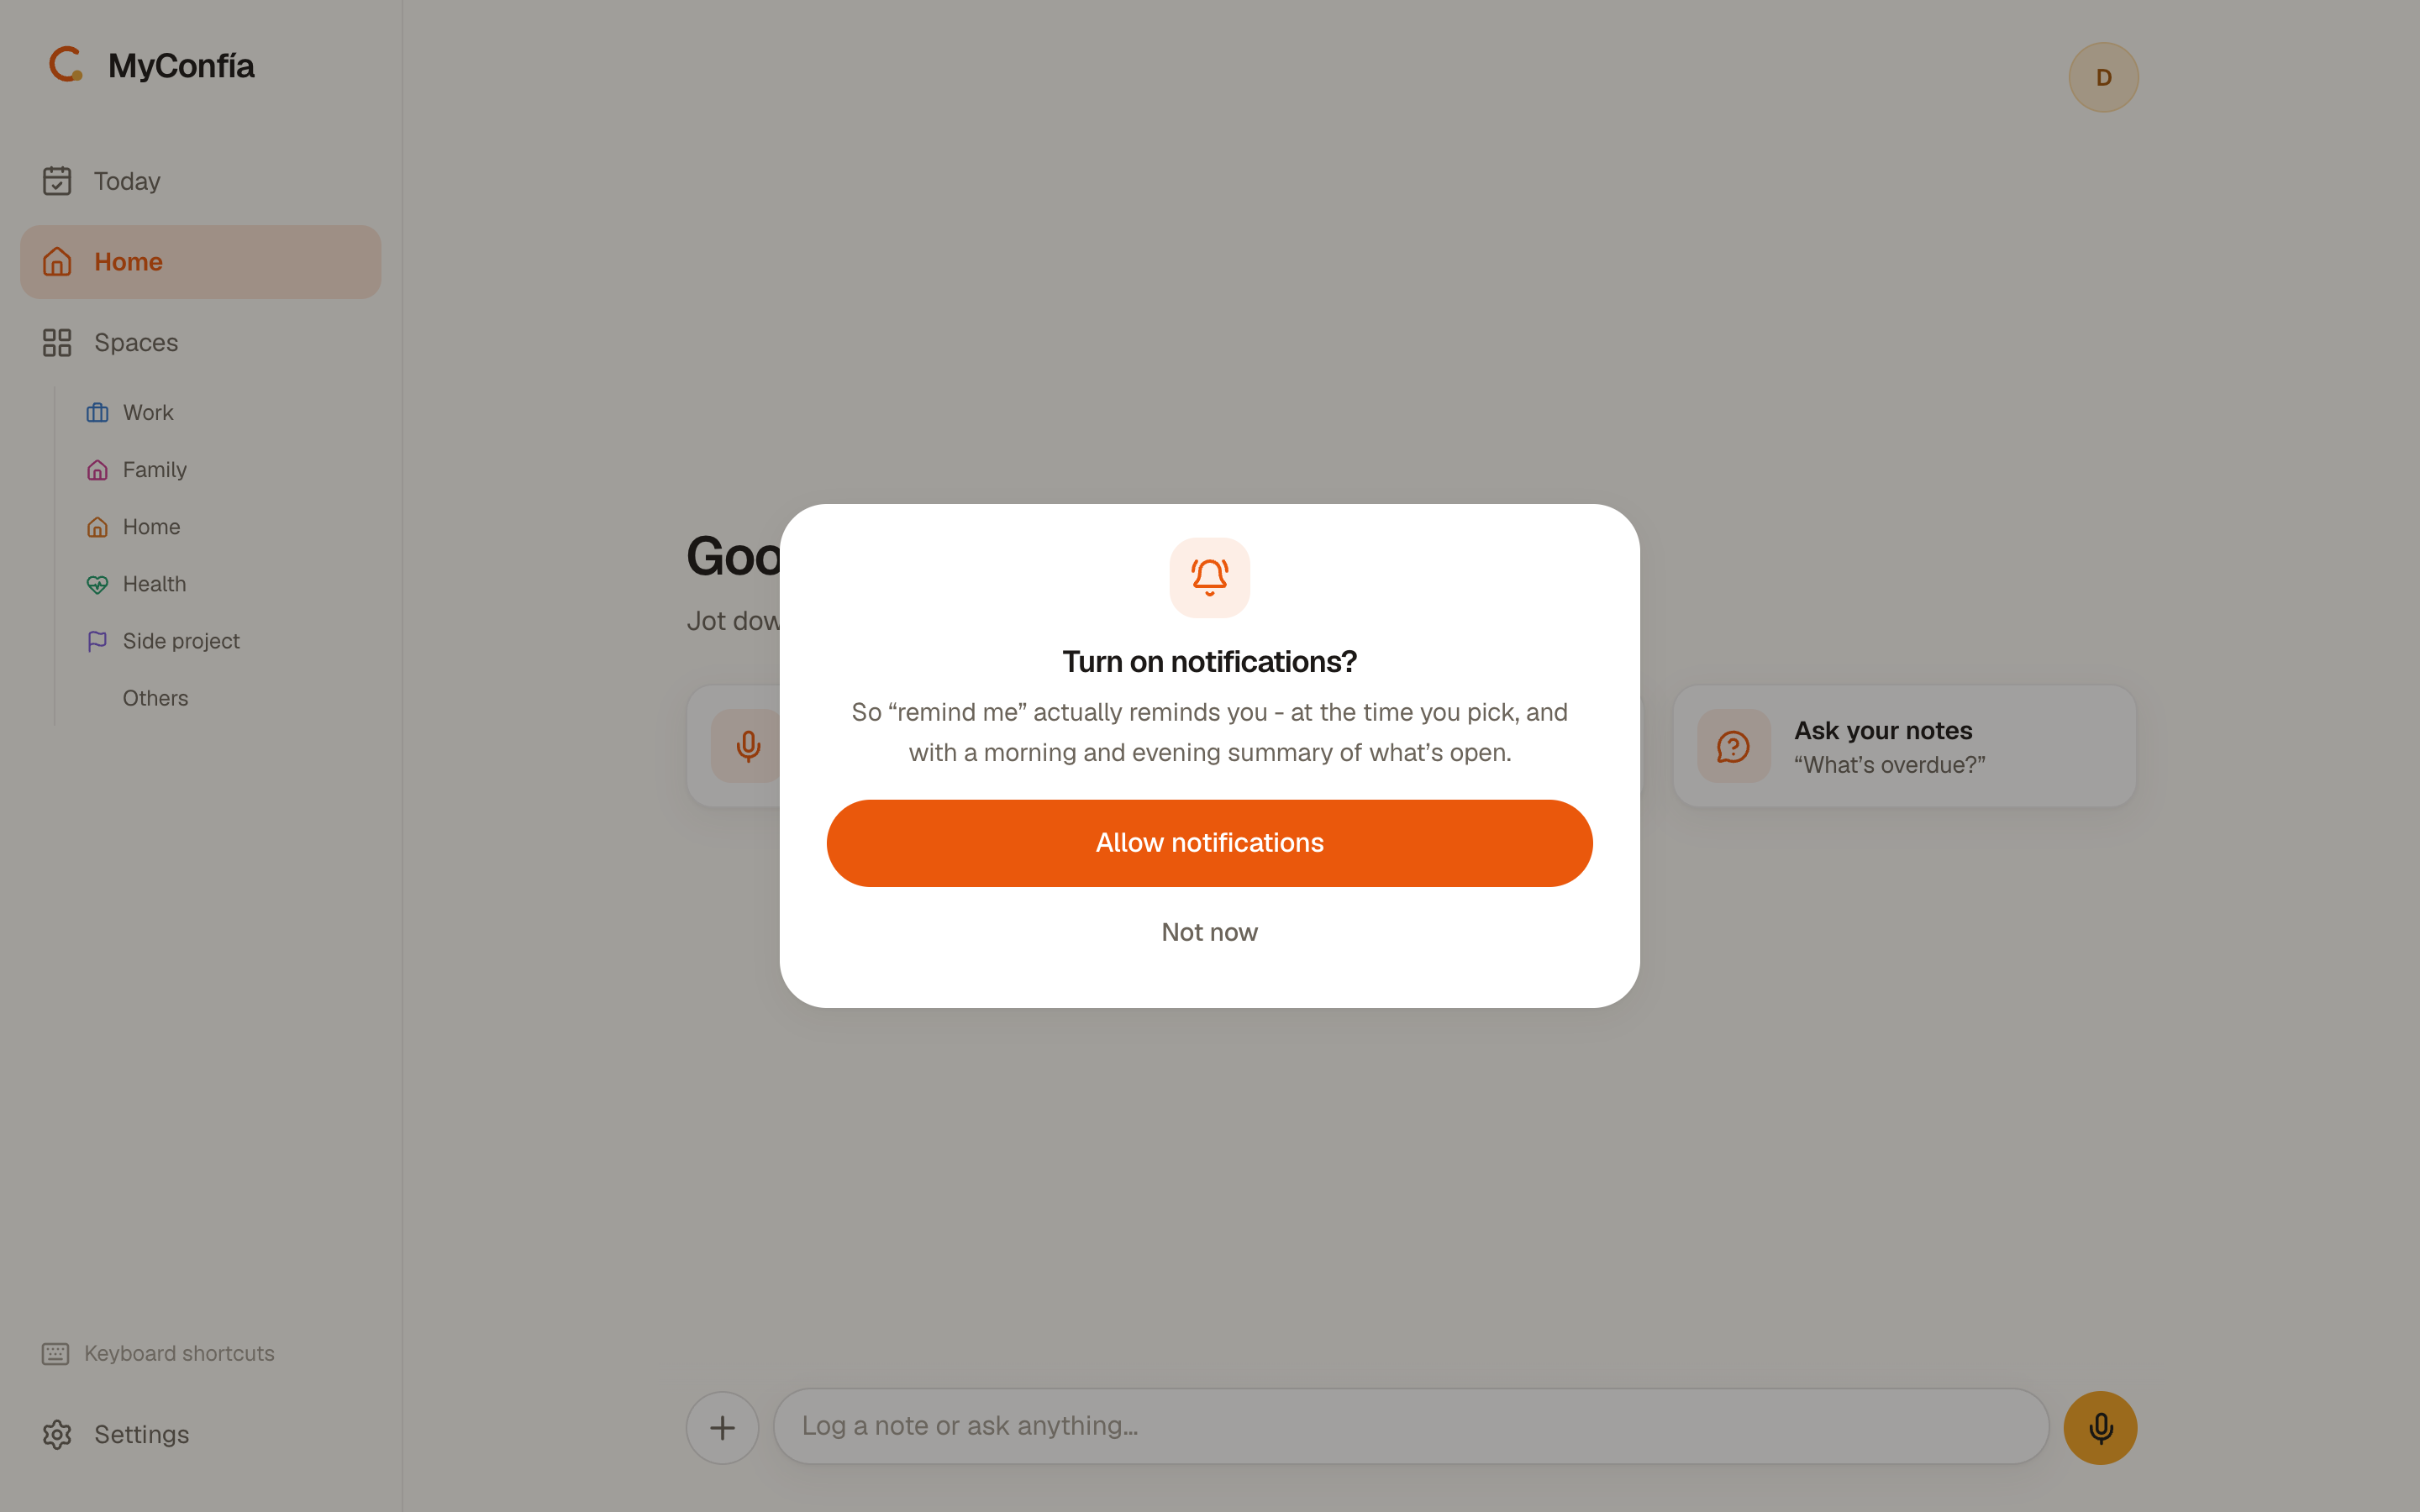 MyConfía
D
Today
Home
Spaces
Work
Family
Home
Health
Side project
Others
Keyboard shortcuts
Settings
Jot
Turn on notifications?
So “remind me” actually reminds you - at the time you pick, and
with a morning and evening summary of what’s open.
Allow notifications
Not now
Ask your notes
“What’s overdue?”
Log a note or ask anything...